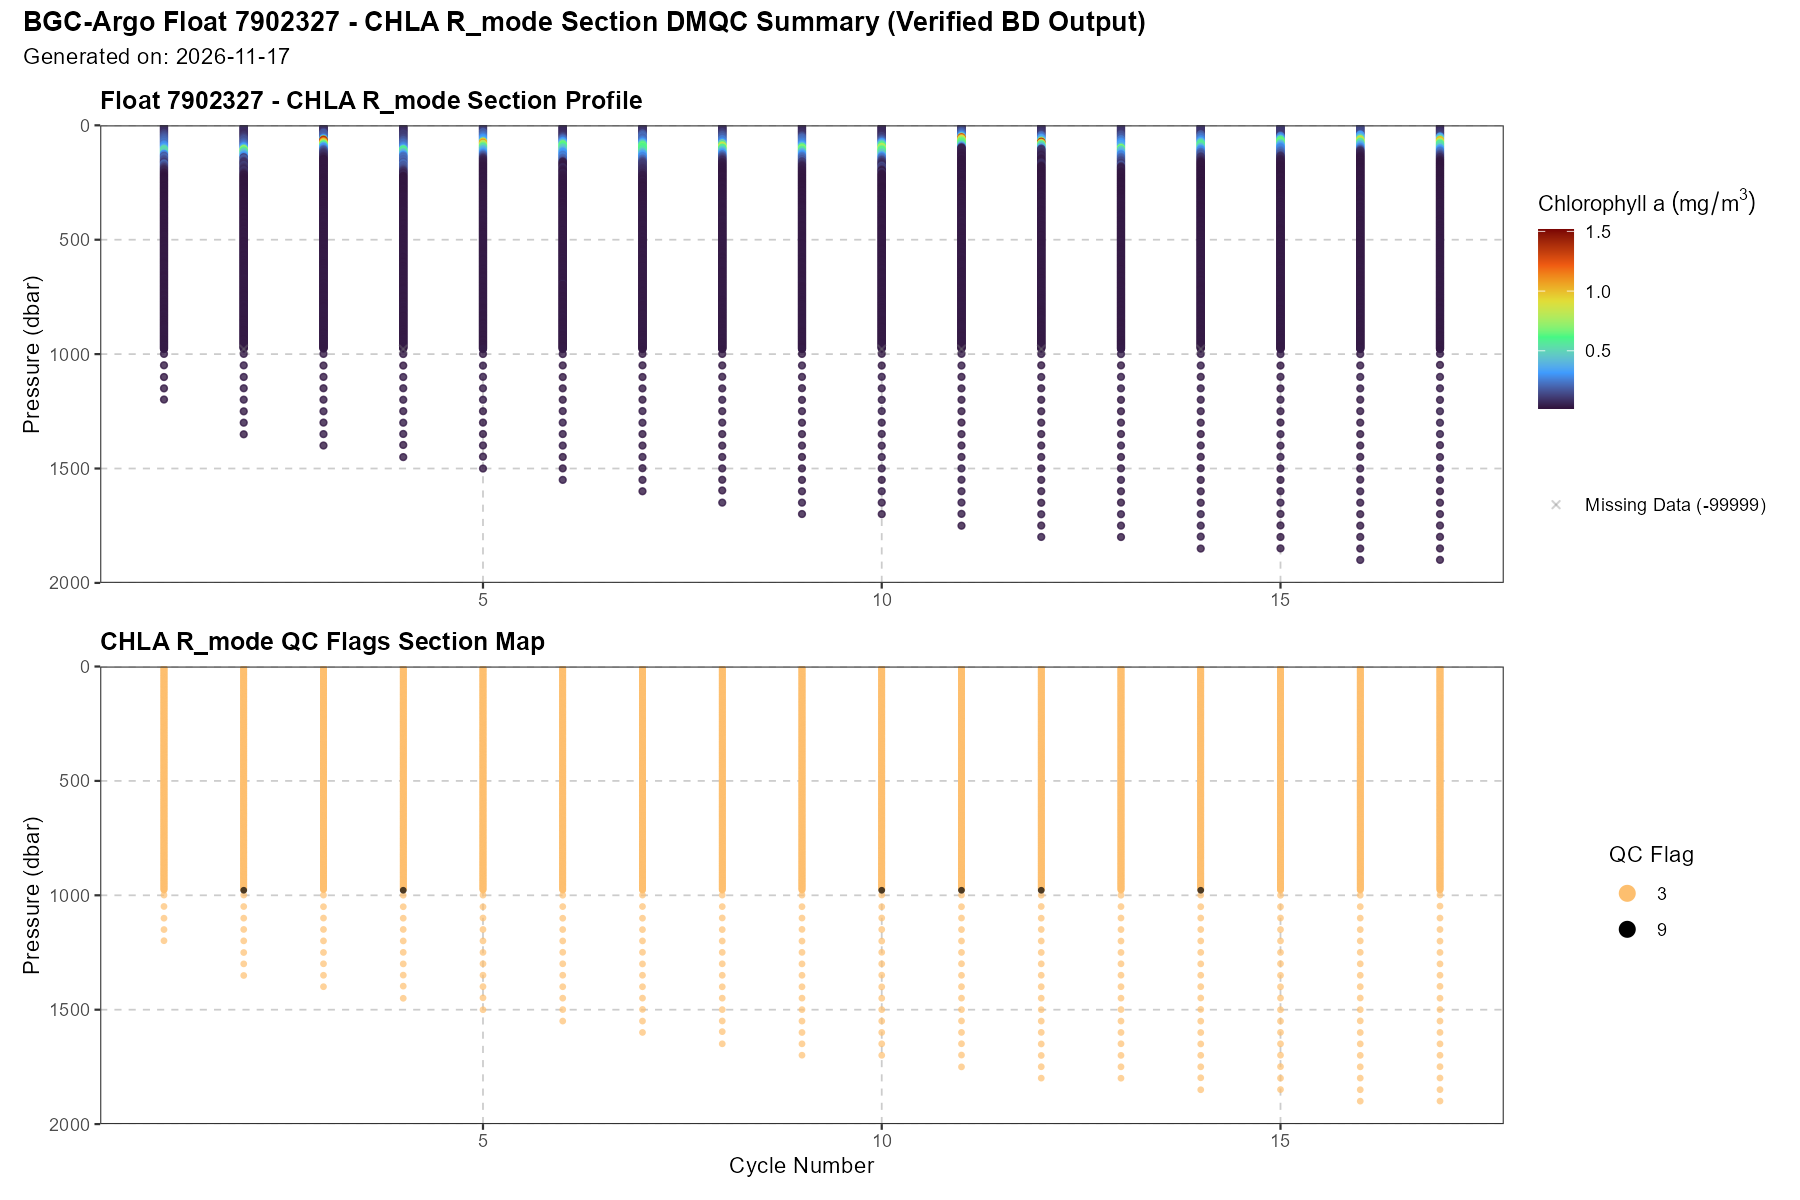 BGC-Argo Float 7902327 - CHLA R_mode Section DMQC Summary (Verified BD Output)
Generated on: 2026-11-17
Float 7902327 - CHLA R_mode Section Profile
Pressure (dbar)
0
500
1000
1500
2000
5
10
15
Chlorophyll a (mg/m³)
1.5
1.0
0.5
Missing Data (-99999)
CHLA R_mode QC Flags Section Map
Pressure (dbar)
0
500
1000
1500
2000
5
10
15
Cycle Number
QC Flag
3
9